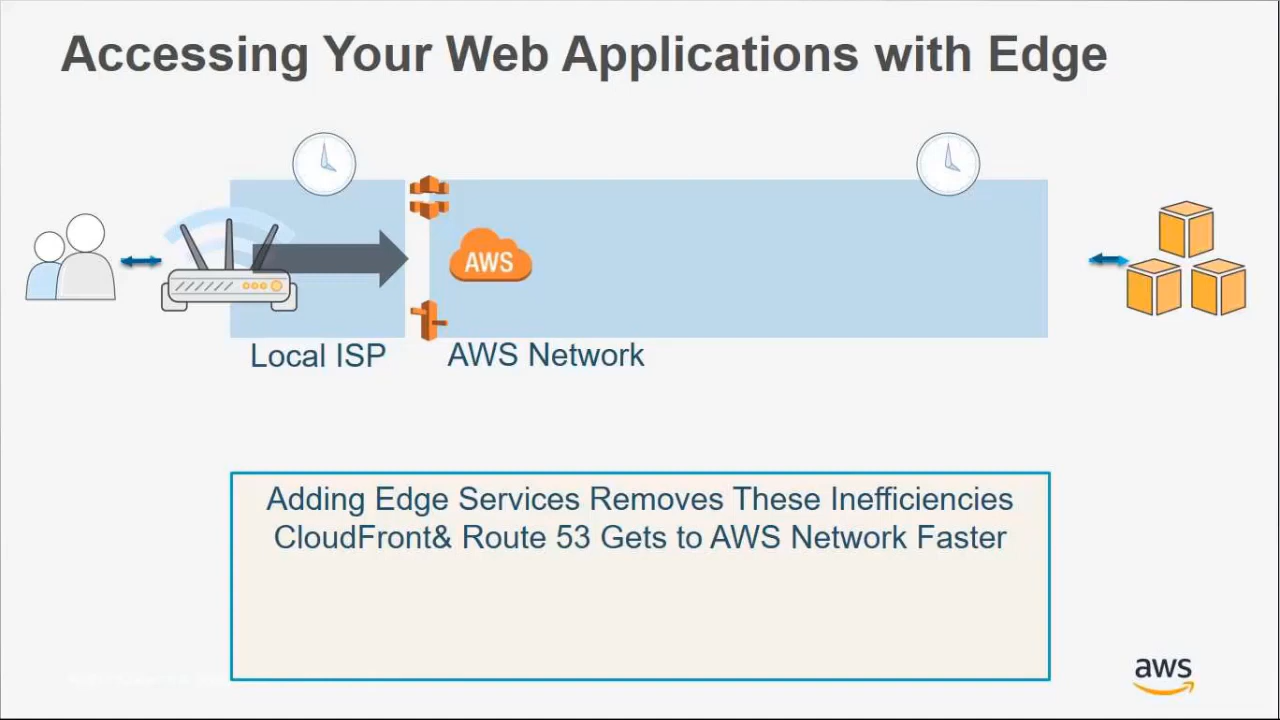 Accessing Your Web Applications with Edge
AWS
Local ISP
AWS Network
Adding Edge Services Removes These Inefficiencies
CloudFront& Route 53 Gets to AWS Network Faster
aws